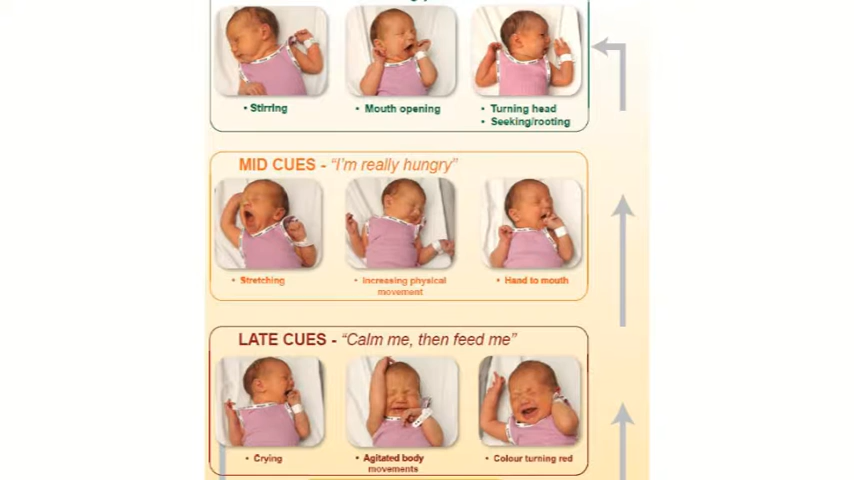 • Stirring
• Mouth opening
• Turning head
• Seeking/rooting
MID CUES - "I'm really hungry"
• Stretching
• Increasing physical
movement
• Hand to mouth
LATE CUES - "Calm me, then feed me"
• Crying
• Agitated body
movements
• Colour turning red